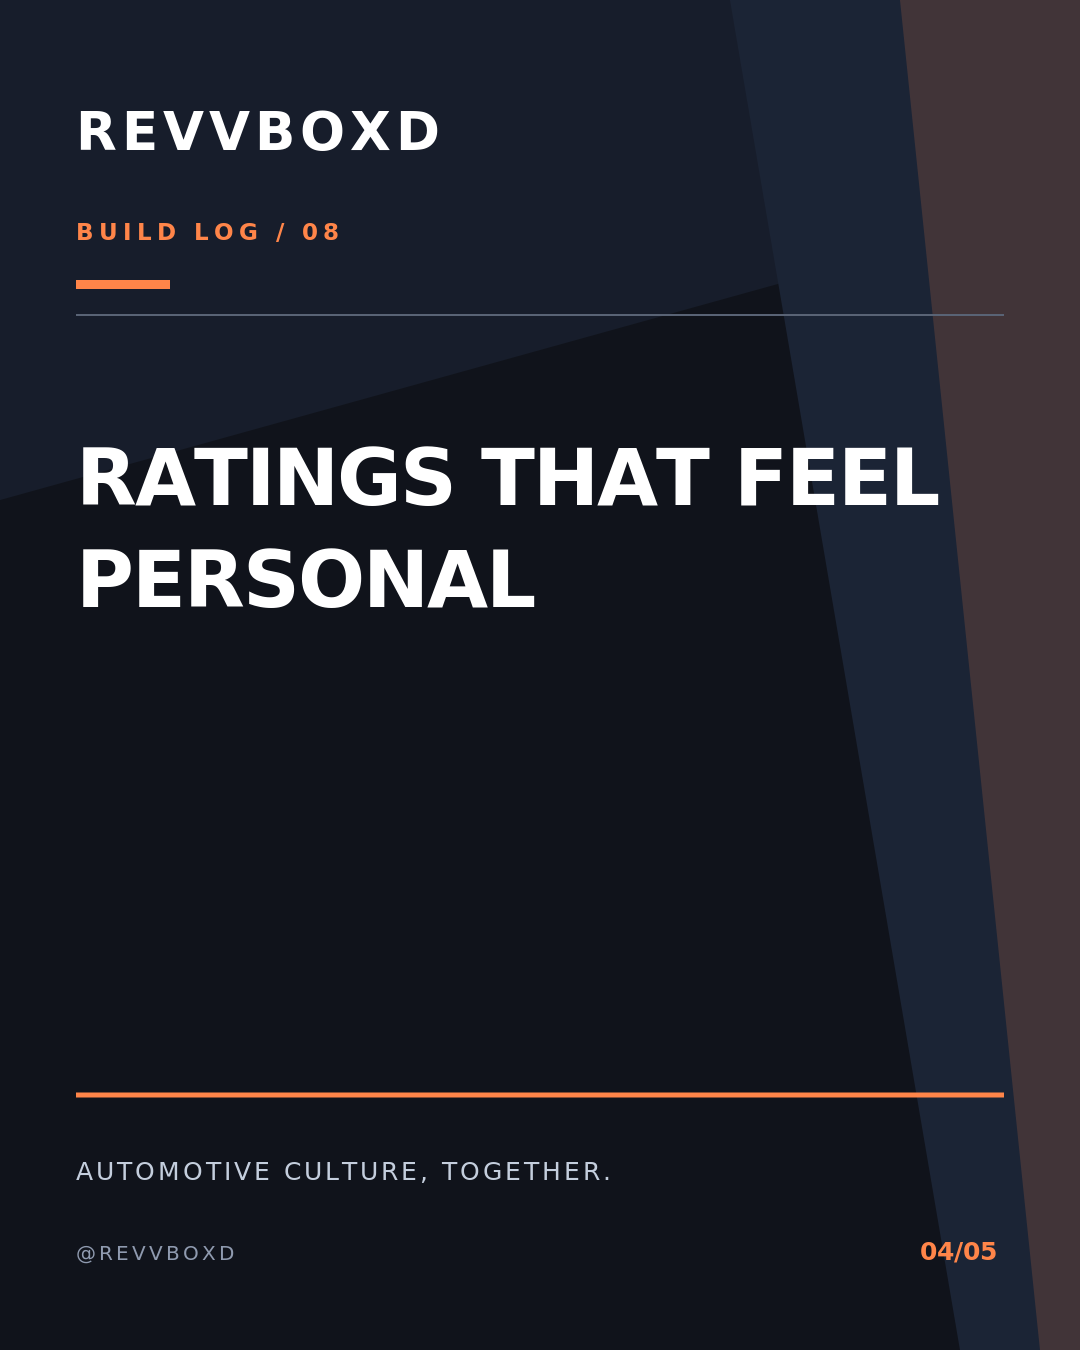 REVVBOXD
BUILD LOG / 08
RATINGS THAT FEEL
PERSONAL
AUTOMOTIVE CULTURE, TOGETHER.
@REVVBOXD
04/05